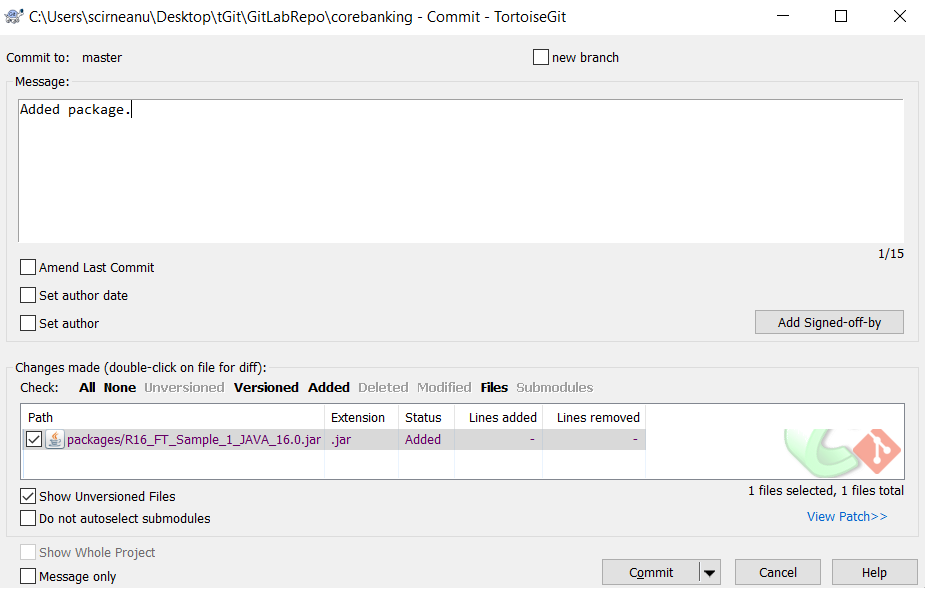 C:\Users\scirneanu\Desktop\tGit\GitLabRepo\corebanking - Commit - TortoiseGit
Commit to: master
new branch
Message:
Added package.
1/15
Amend Last Commit
Set author date
Set author
Add Signed-off-by
Changes made (double-click on file for diff):
Check: All None Unversioned Versioned Added Deleted Modified Files Submodules
Path Extension Status Lines added Lines removed
packages/R16_FT_Sample_1_JAVA_16.0.jar .jar Added - -
Show Unversioned Files
1 files selected, 1 files total
Do not autoselect submodules
View Patch>>
Show Whole Project
Message only
Commit Cancel Help